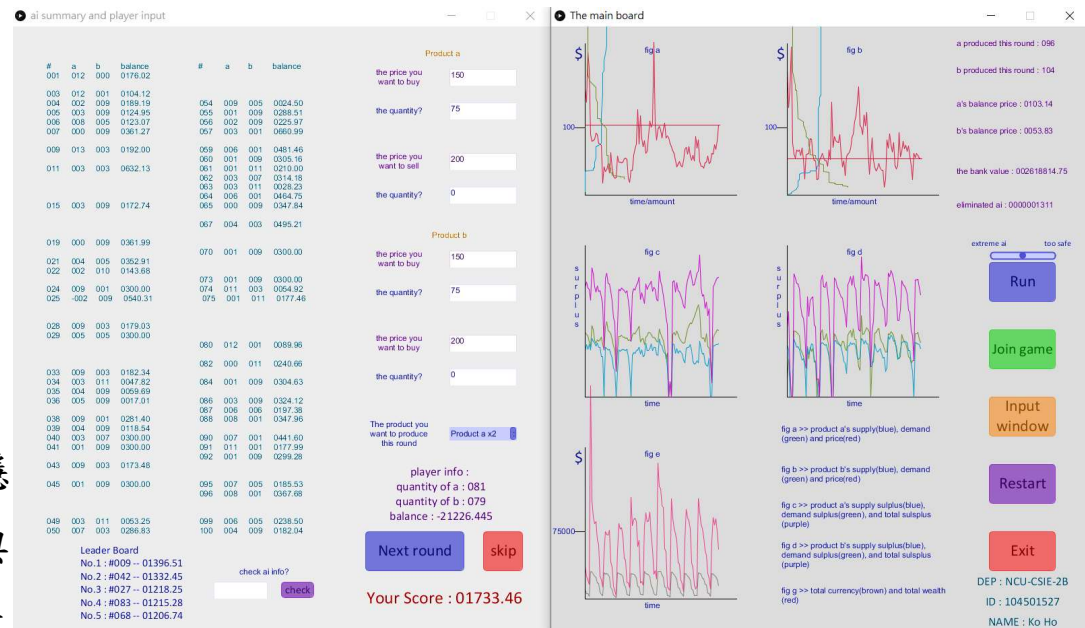 ai summary and player input
# a b balance
001 012 000 0176.02
003 012 001 0104.12
004 002 009 0189.19
005 003 009 0124.95
006 008 005 0123.07
007 000 009 0361.27
009 013 003 0192.00
011 003 003 0632.13
015 003 009 0172.74
019 000 009 0361.99
021 004 005 0352.91
022 002 010 0143.68
024 009 001 0300.00
025 -002 009 0540.31
028 009 003 0179.03
029 005 005 0300.00
033 009 003 0182.34
034 003 011 0047.82
035 004 009 0059.69
036 005 009 0017.01
038 009 001 0281.40
039 004 009 0118.54
040 003 007 0300.00
041 001 009 0300.00
043 009 003 0173.48
045 001 009 0300.00
049 003 011 0053.25
050 007 003 0286.83
# a b balance
054 009 005 0024.50
055 001 009 0288.51
056 002 009 0225.97
057 003 001 0660.99
059 006 001 0481.46
060 001 009 0305.16
061 001 011 0210.00
062 003 007 0314.18
063 003 011 0028.23
064 006 001 0464.75
065 000 009 0347.84
067 004 003 0495.21
070 001 009 0300.00
073 001 009 0300.00
074 011 003 0054.92
075 001 011 0177.46
080 012 001 0089.96
082 000 011 0240.66
084 001 009 0304.63
086 003 009 0324.12
087 006 006 0197.38
088 008 001 0347.96
090 007 001 0441.60
091 011 001 0177.99
092 001 009 0299.28
095 007 005 0185.53
096 008 001 0367.68
099 006 005 0238.50
100 004 009 0182.04
Leader Board
No.1 : #009 -- 01396.51
No.2 : #042 -- 01332.45
No.3 : #027 -- 01218.25
No.4 : #083 -- 01215.28
No.5 : #068 -- 01206.74
check ai info?
check
Product a
the price you
want to buy
150
the quantity?
75
the price you
want to sell
200
the quantity?
0
Product b
the price you
want to buy
150
the quantity?
75
the price you
want to buy
200
the quantity?
0
The product you
want to produce
this round
Product a x2
player info :
quantity of a : 081
quantity of b : 079
balance : -21226.445
Next round
skip
Your Score : 01733.46
The main board
$
fig a
100
time/amount
$
fig b
100
time/amount
surplus
fig c
time
surplus
fig d
time
$
fig e
75000
time
fig a >> product a's supply(blue), demand
(green) and price(red)
fig b >> product b's supply(blue), demand
(green) and price(red)
fig c >> product a's supply sulplus(blue),
demand sulplus(green), and total sulsplus
(purple)
fig d >> product b's supply sulplus(blue),
demand sulplus(green), and total sulsplus
(purple)
fig g >> total currency(brown) and total wealth
(red)
a produced this round : 096
b produced this round : 104
a's balance price : 0103.14
b's balance price : 0053.83
the bank value : 002618814.75
eliminated ai : 0000001311
extreme ai too safe
Run
Join game
Input
window
Restart
Exit
DEP : NCU-CSIE-2B
ID : 104501527
NAME : Ko Ho